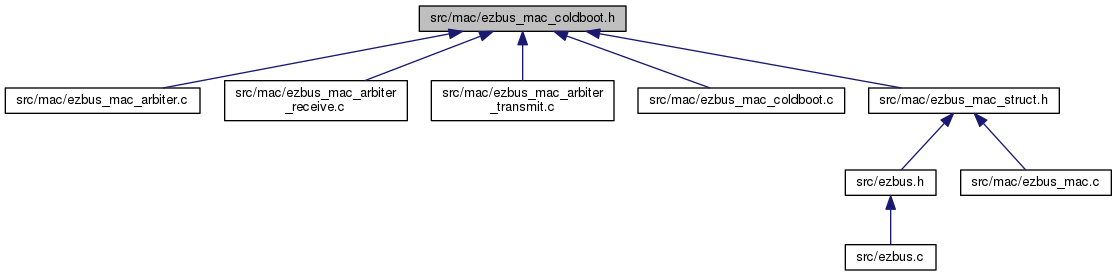 src/mac/ezbus_mac_coldboot.h
src/mac/ezbus_mac_arbiter.c
src/mac/ezbus_mac_arbiter
_receive.c
src/mac/ezbus_mac_arbiter
_transmit.c
src/mac/ezbus_mac_coldboot.c
src/mac/ezbus_mac_struct.h
src/ezbus.h
src/mac/ezbus_mac.c
src/ezbus.c